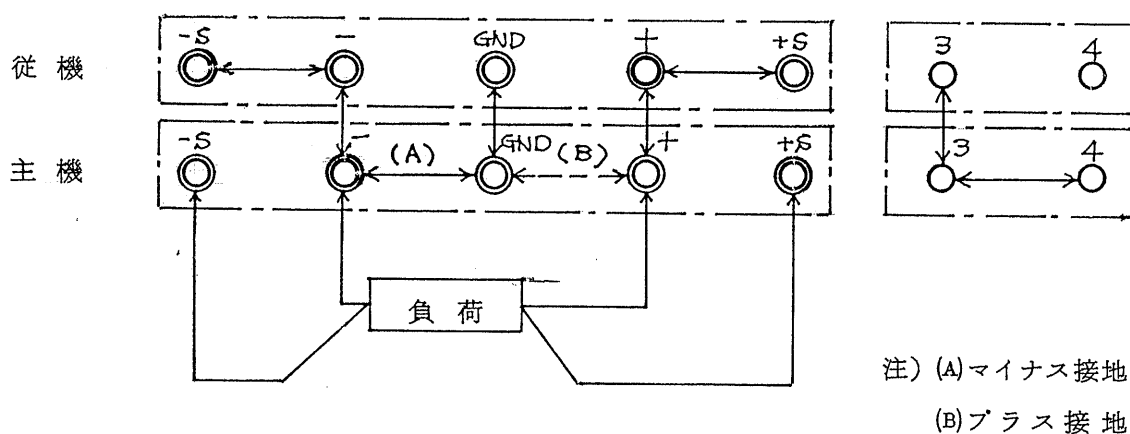 -S - GND + +S 3 4
従機
-S - (A) GND (B) + +S 3 4
主機
負荷
注) (A)マイナス接地
(B)プラス接地